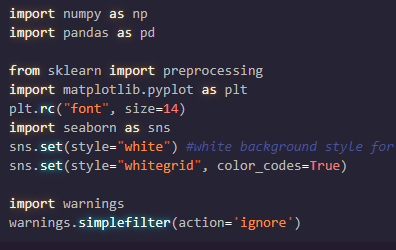 import numpy as np
import pandas as pd
from sklearn import preprocessing
import matplotlib.pyplot as plt
plt.rc("font", size=14)
import seaborn as sns
sns.set(style="white") #white background style for
sns.set(style="whitegrid", color_codes=True)
import warnings
warnings.simplefilter(action='ignore')